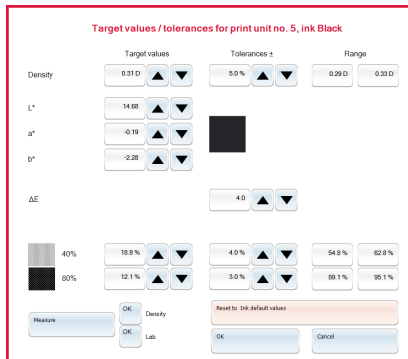 Target values / tolerances for print unit no. 5, ink Black
Target values Tolerances ± Range
Density 0.31 D 5.0 % 0.29 D 0.33 D
L* 14.68
a* -0.19
b* -2.28
ΔE 4.0
40% 18.8 % 4.0 % 54.8 % 62.8 %
80% 12.1 % 3.0 % 89.1 % 95.1 %
Measure OK Density Reset to Ink default values
OK Lab OK Cancel